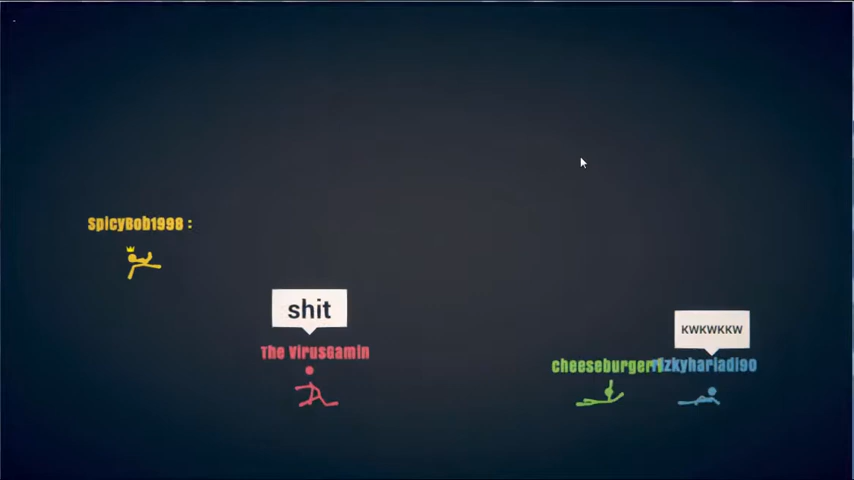 SpicyBob1998 :
shit
The VirusGamin
KWKWKKW
cheeseburger
rizkyhariadi90